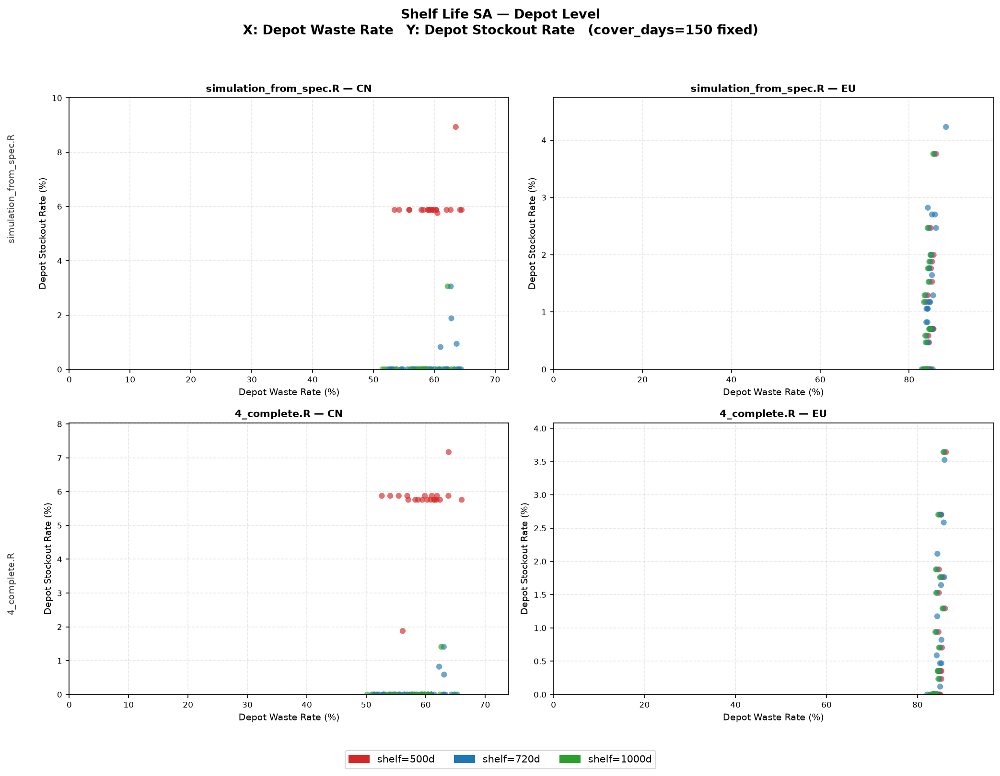 Shelf Life SA — Depot Level
X: Depot Waste Rate   Y: Depot Stockout Rate   (cover_days=150 fixed)
simulation_from_spec.R
simulation_from_spec.R — CN
Depot Stockout Rate (%)
10
8
6
4
2
0
0 10 20 30 40 50 60 70
Depot Waste Rate (%)
simulation_from_spec.R — EU
Depot Stockout Rate (%)
4
3
2
1
0
0 20 40 60 80
Depot Waste Rate (%)
4_complete.R
4_complete.R — CN
Depot Stockout Rate (%)
8
7
6
5
4
3
2
1
0
0 10 20 30 40 50 60 70
Depot Waste Rate (%)
4_complete.R — EU
Depot Stockout Rate (%)
4.0
3.5
3.0
2.5
2.0
1.5
1.0
0.5
0.0
0 20 40 60 80
Depot Waste Rate (%)
shelf=500d shelf=720d shelf=1000d